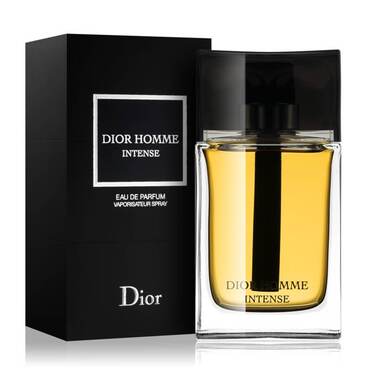 DIOR HOMME
INTENSE
EAU DE PARFUM
VAPORISATEUR SPRAY
Dior
DIOR HOMME
INTENSE